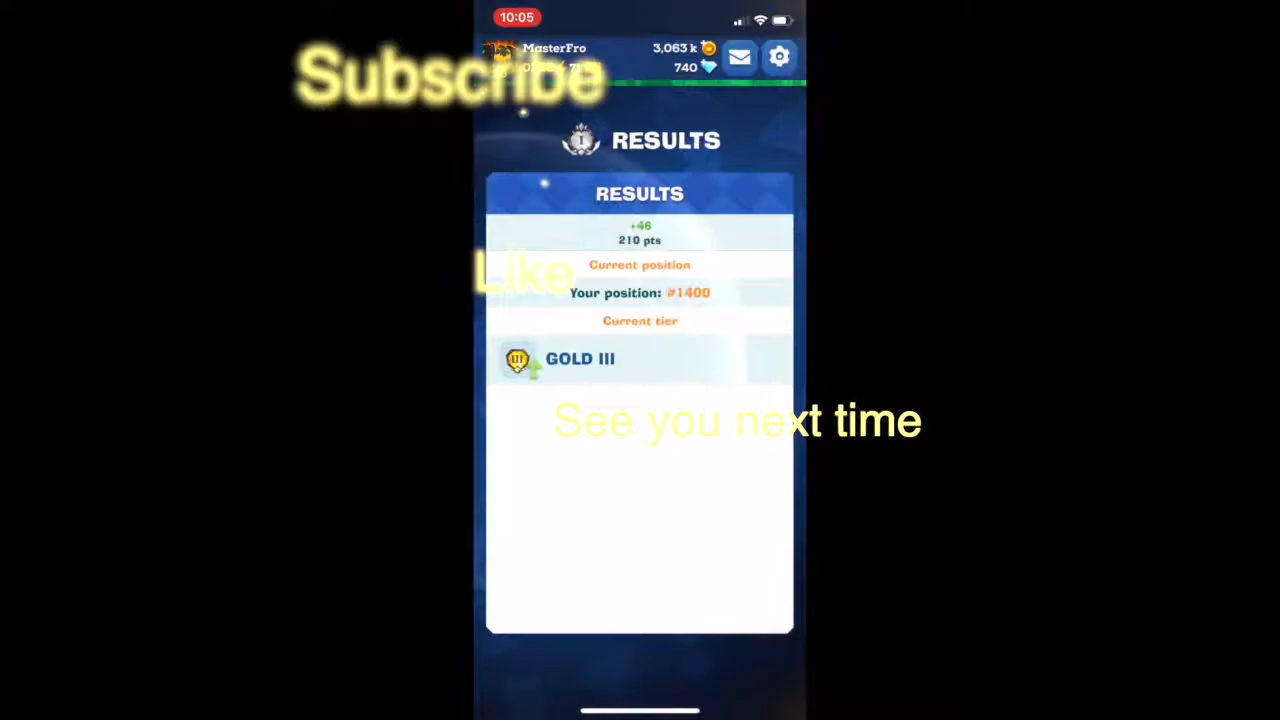 10:05
MasterFro
3,063 k
740
Subscribe
I RESULTS
RESULTS
+46
210 pts
Current position
Like
Your position: #1400
Current tier
III GOLD III
See you next time